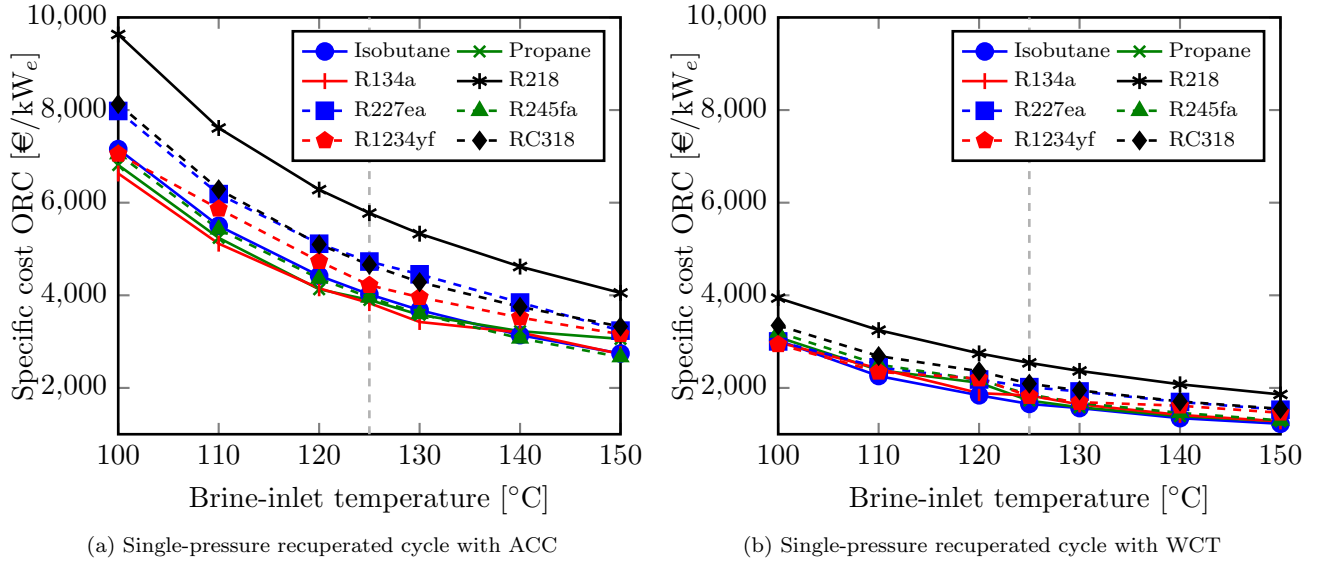 10,000
8,000
6,000
4,000
2,000
Specific cost ORC [€/kWe]
Isobutane Propane
R134a R218
R227ea R245fa
R1234yf RC318
100 110 120 130 140 150
Brine-inlet temperature [°C]
(a) Single-pressure recuperated cycle with ACC
10,000
8,000
6,000
4,000
2,000
Specific cost ORC [€/kWe]
Isobutane Propane
R134a R218
R227ea R245fa
R1234yf RC318
100 110 120 130 140 150
Brine-inlet temperature [°C]
(b) Single-pressure recuperated cycle with WCT